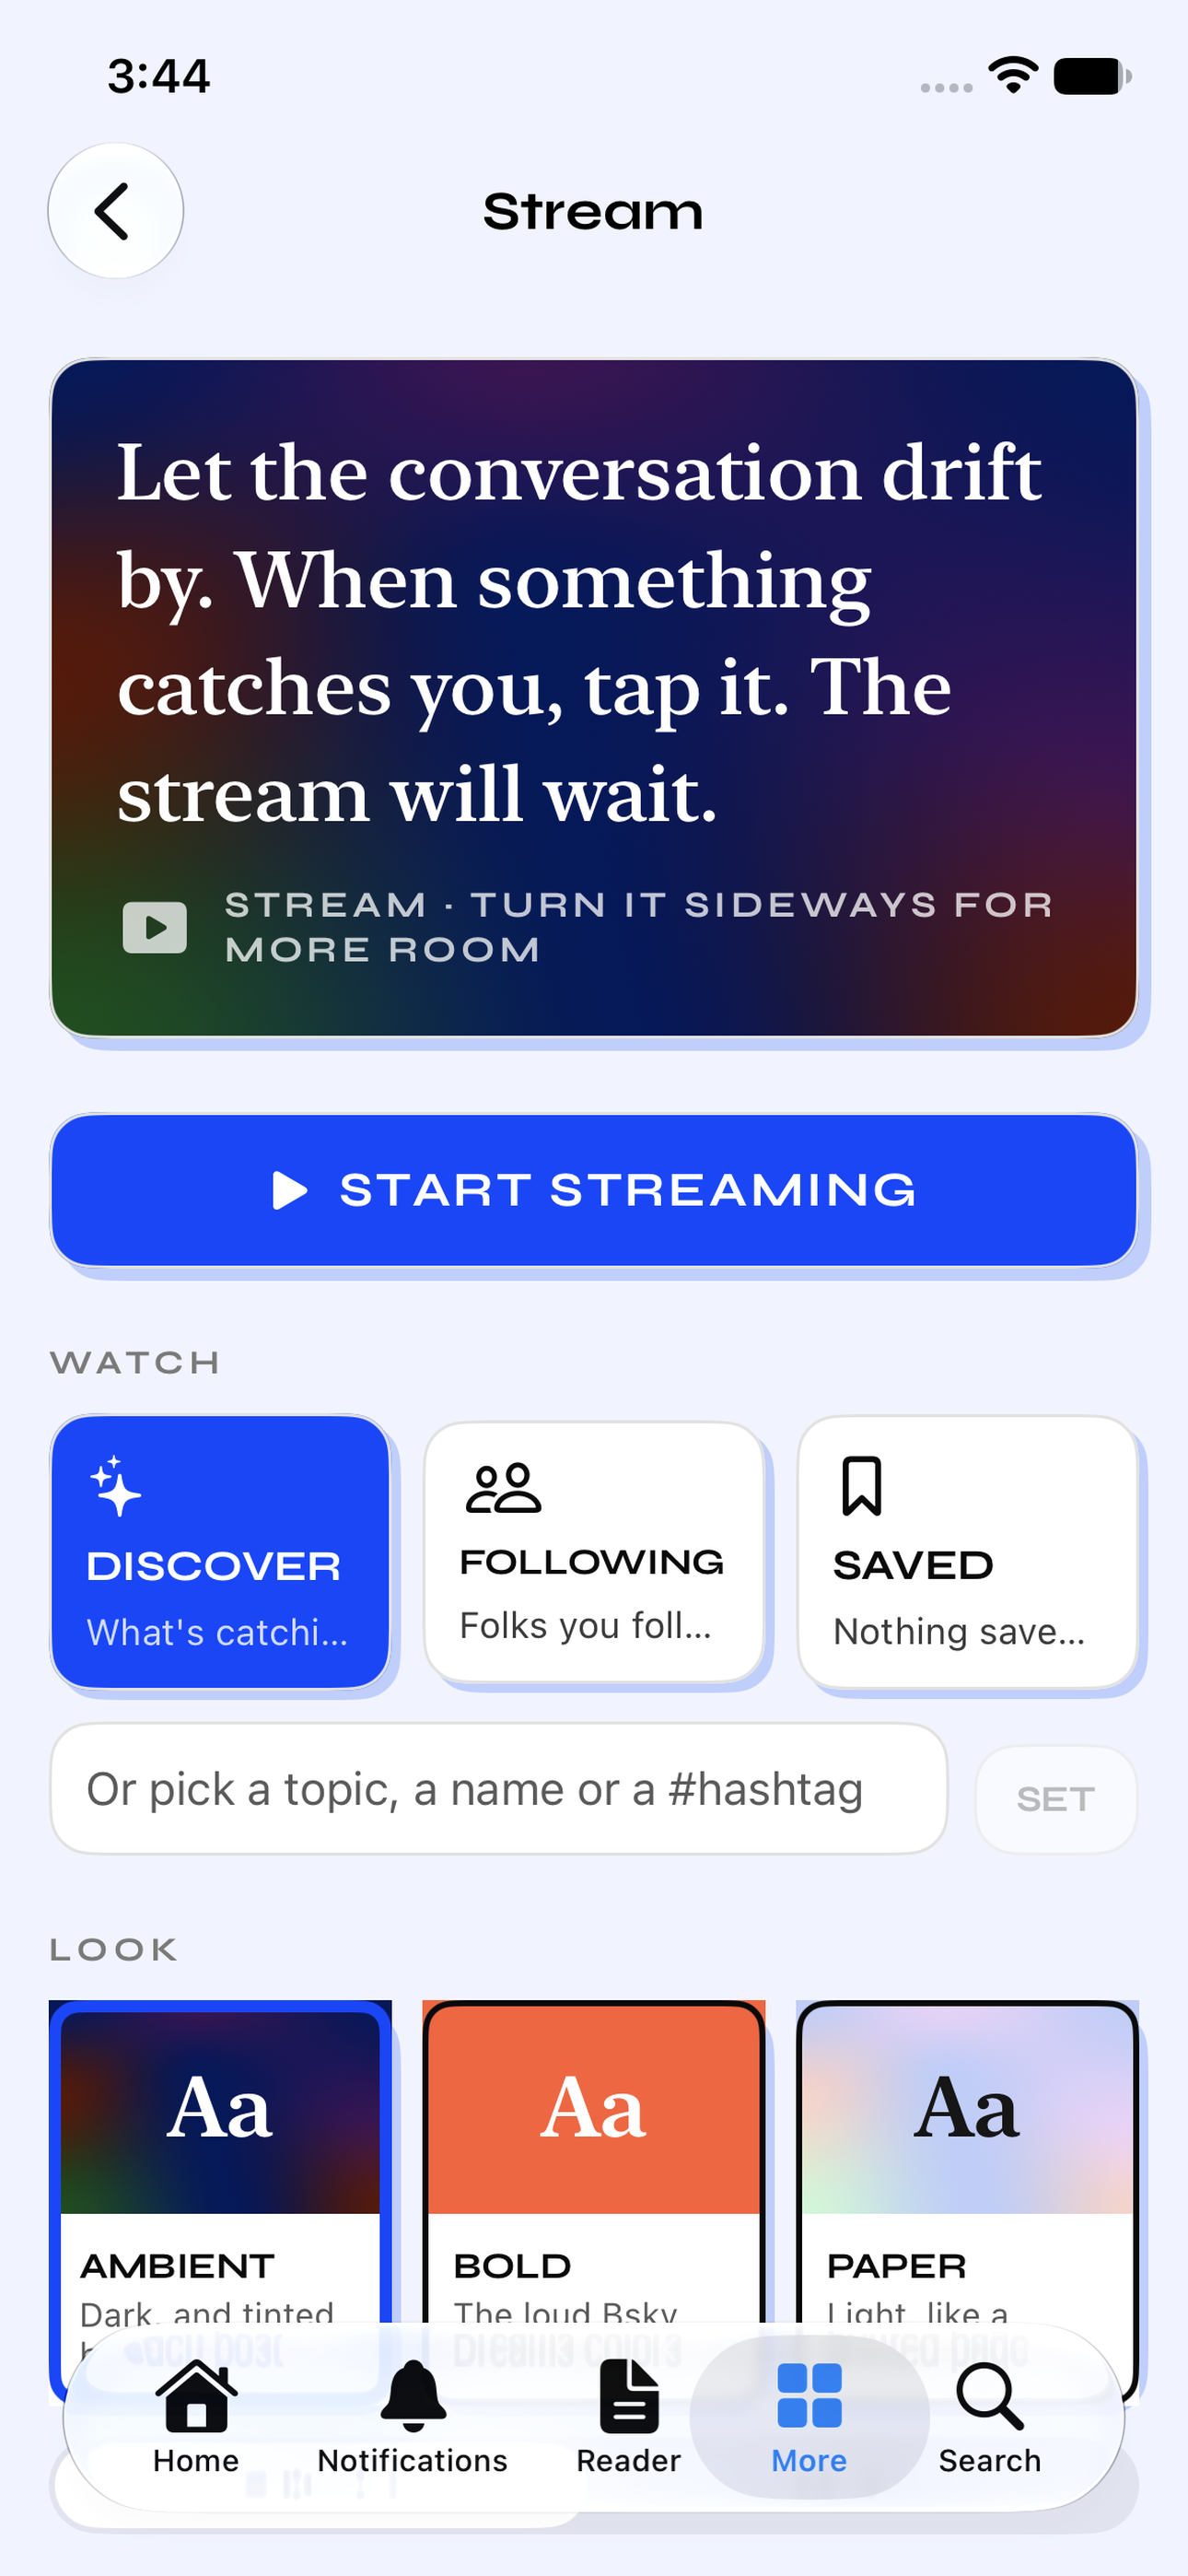 3:44
Stream
Let the conversation drift
by. When something
catches you, tap it. The
stream will wait.
STREAM · TURN IT SIDEWAYS FOR
MORE ROOM
START STREAMING
WATCH
DISCOVER
What's catchi...
FOLLOWING
Folks you foll...
SAVED
Nothing save...
Or pick a topic, a name or a #hashtag
SET
LOOK
Aa
Aa
Aa
AMBIENT
BOLD
PAPER
Dark, and tinted
The loud Bsky
Light, like a
Home
Notifications
Reader
More
Search